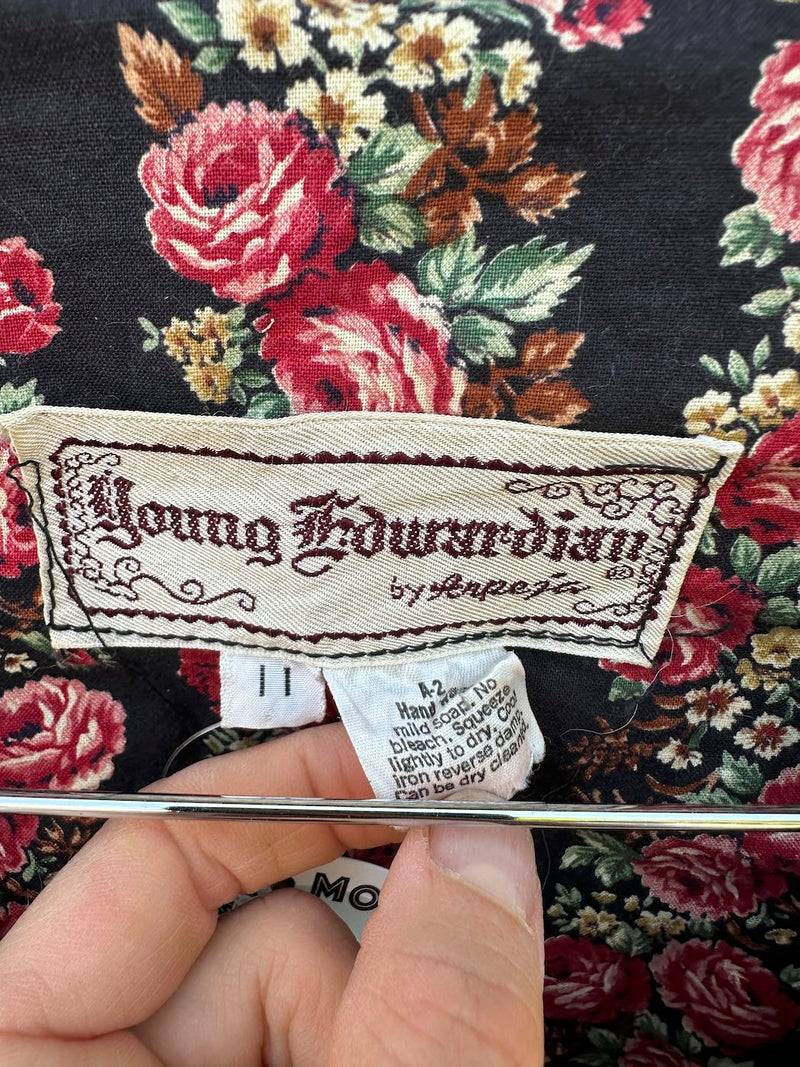 Young Edwardian
by Arpeja ®
11
A-2
Hand
mild soap. No
bleach. Squeeze
lightly to dry. Cool
iron reverse damp.
Can be dry cleaned
MO